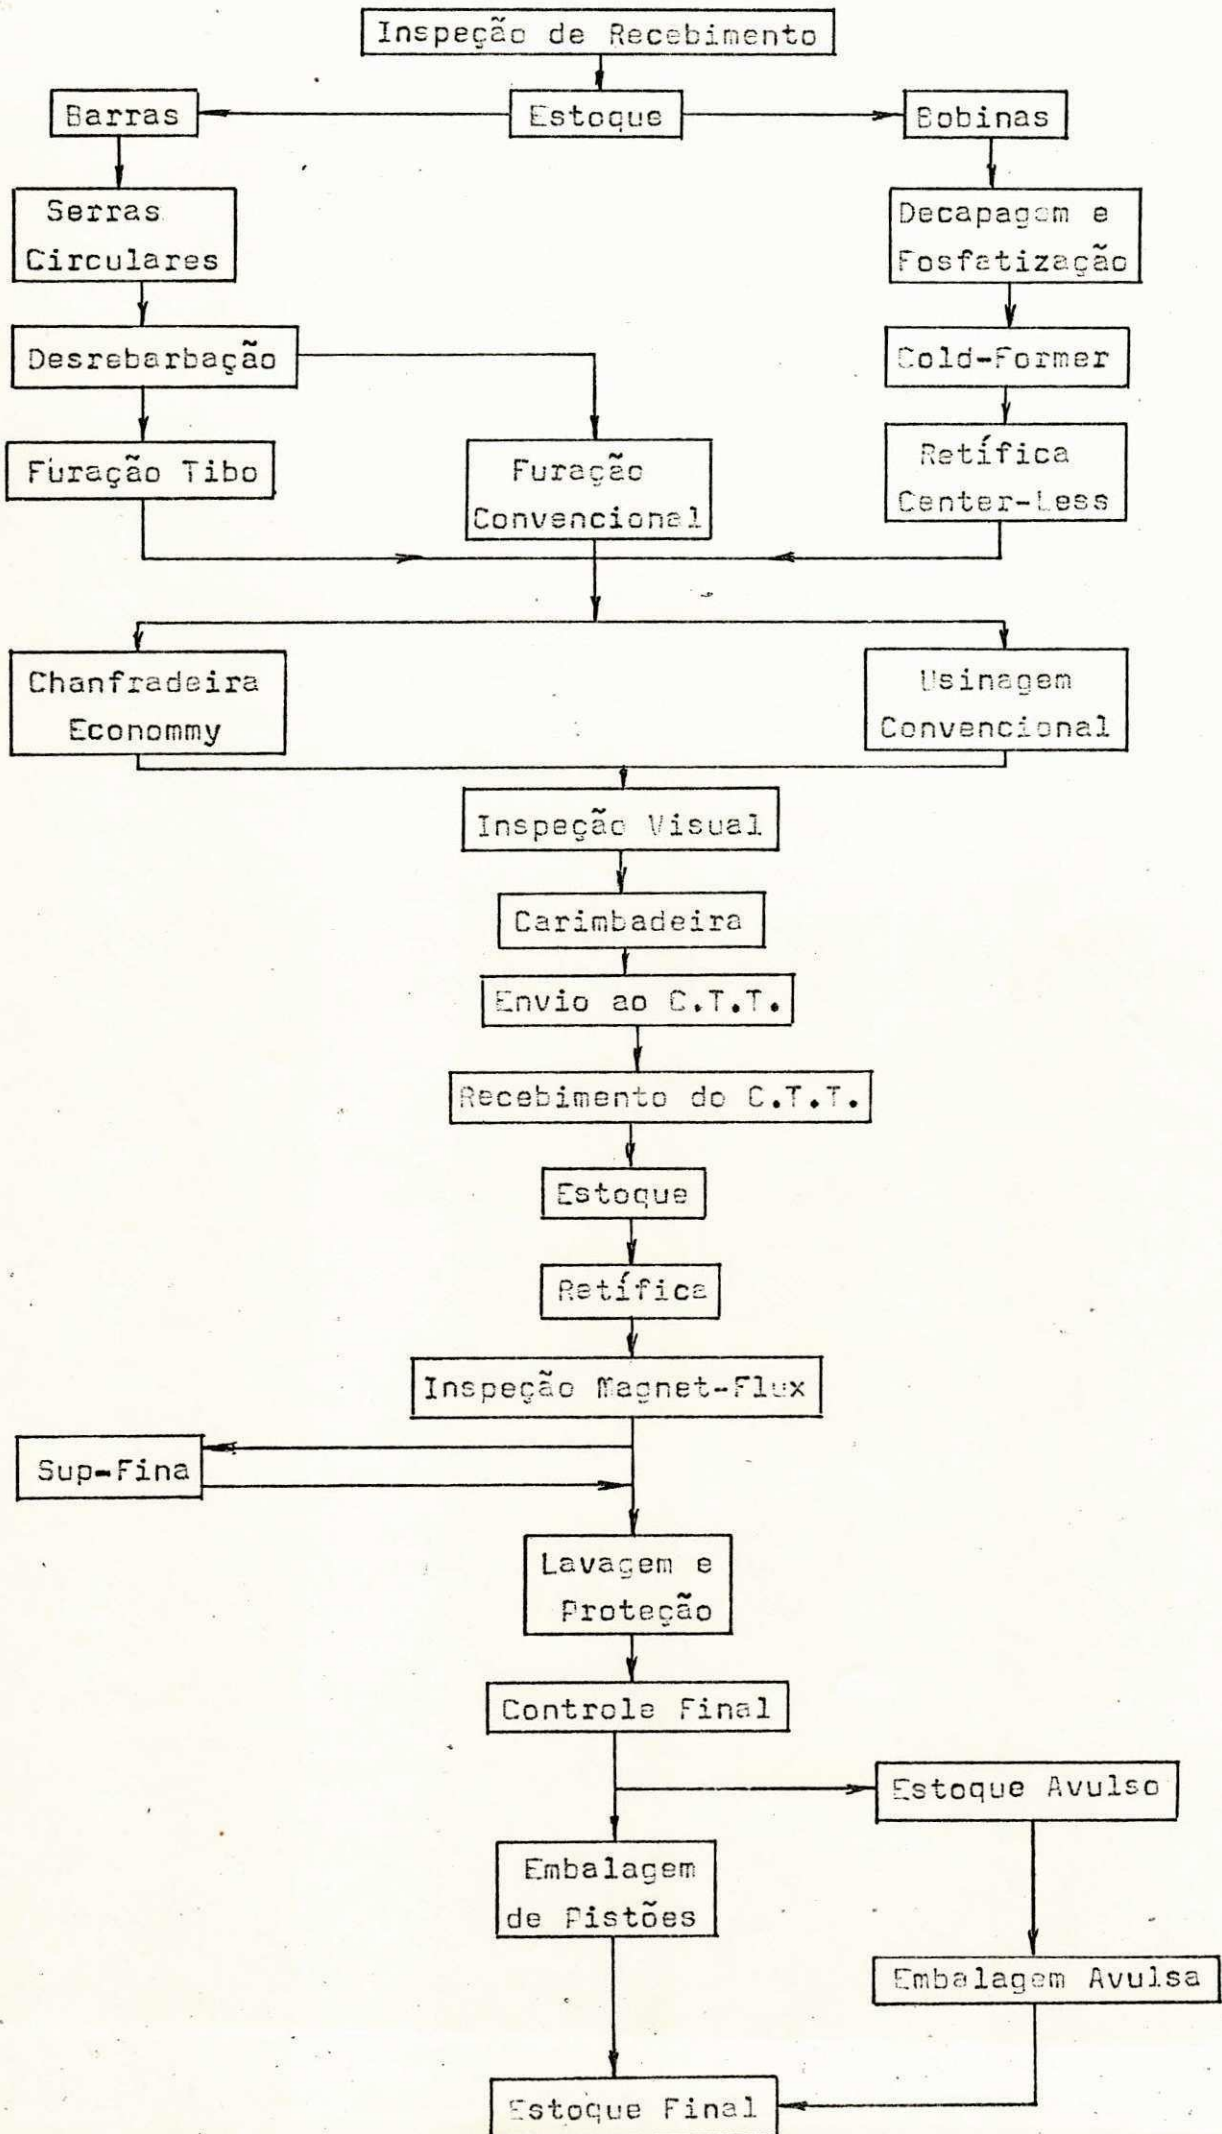 Inspeção de Recebimento
Barras
Estoque
Bobinas
Serras
Circulares
Decapagem e
Fosfatização
Desrebarbação
Cold-Former
Furação Tibo
Furação
Convencional
Retífica
Center-Less
Chanfradeira
Econommy
Usinagem
Convencional
Inspeção Visual
Carimbadeira
Envio ao C.T.T.
Recebimento do C.T.T.
Estoque
Retífica
Inspeção Magnet-Flux
Sup-Fina
Lavagem e
Proteção
Controle Final
Estoque Avulso
Embalagem
de Pistões
Embalagem Avulsa
Estoque Final